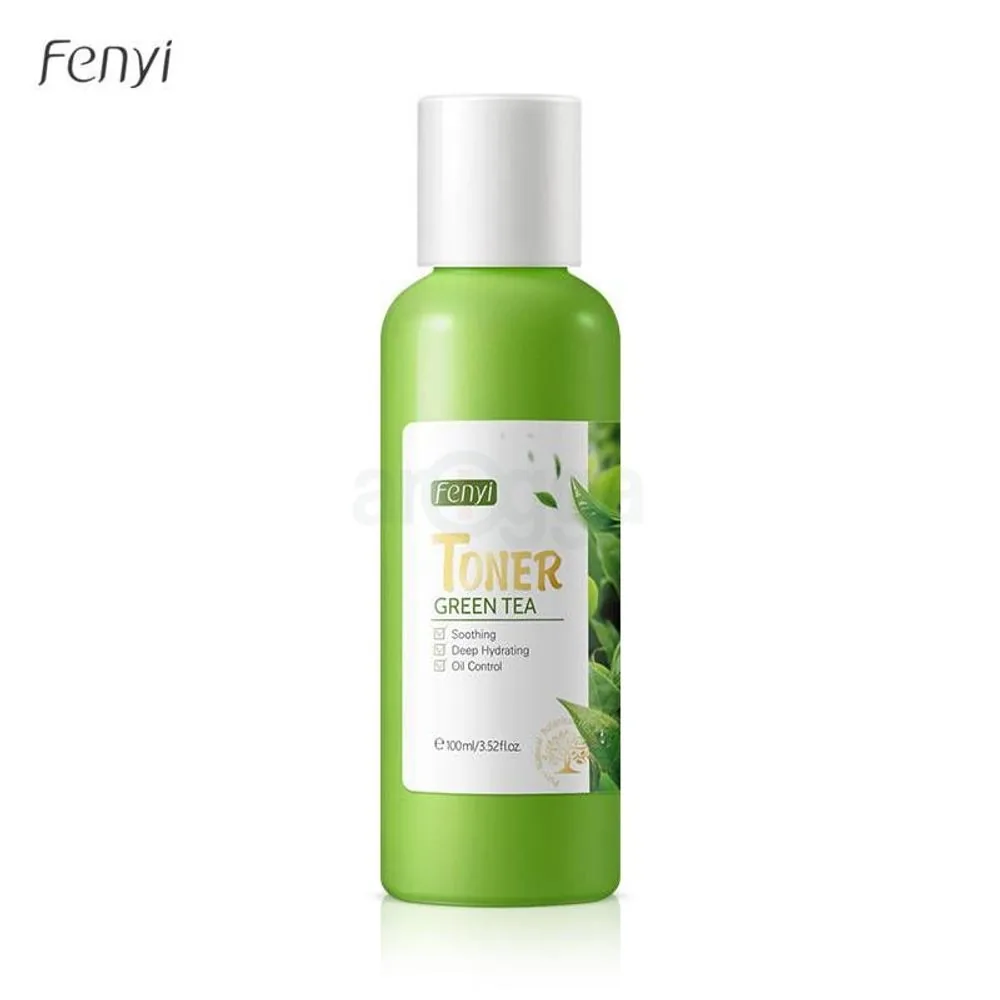 Fenyi
Fenyi
TONER
GREEN TEA
Soothing
Deep Hydrating
Oil Control
℮100ml/3.52fl.oz.